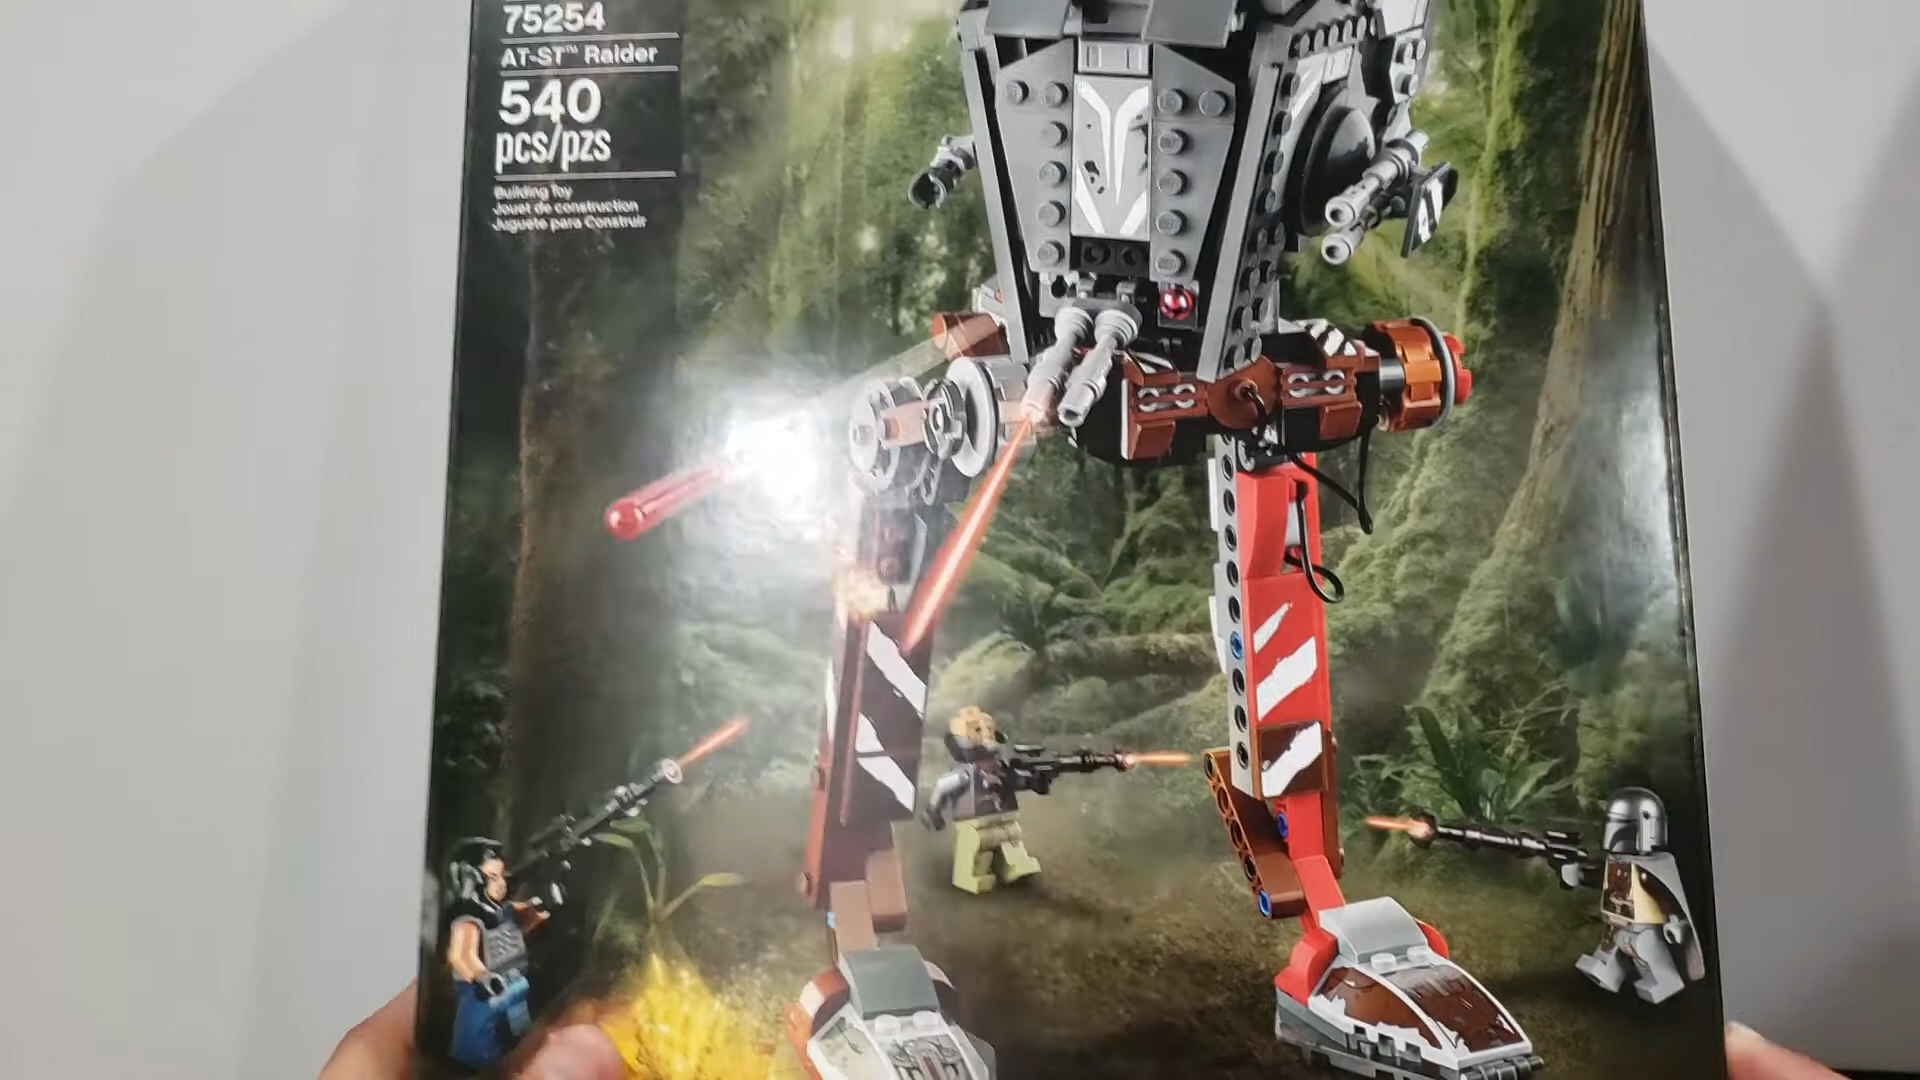 75254
AT-ST™ Raider
540
pcs/pzs
Building Toy
Jouet de construction
Juguete para Construir